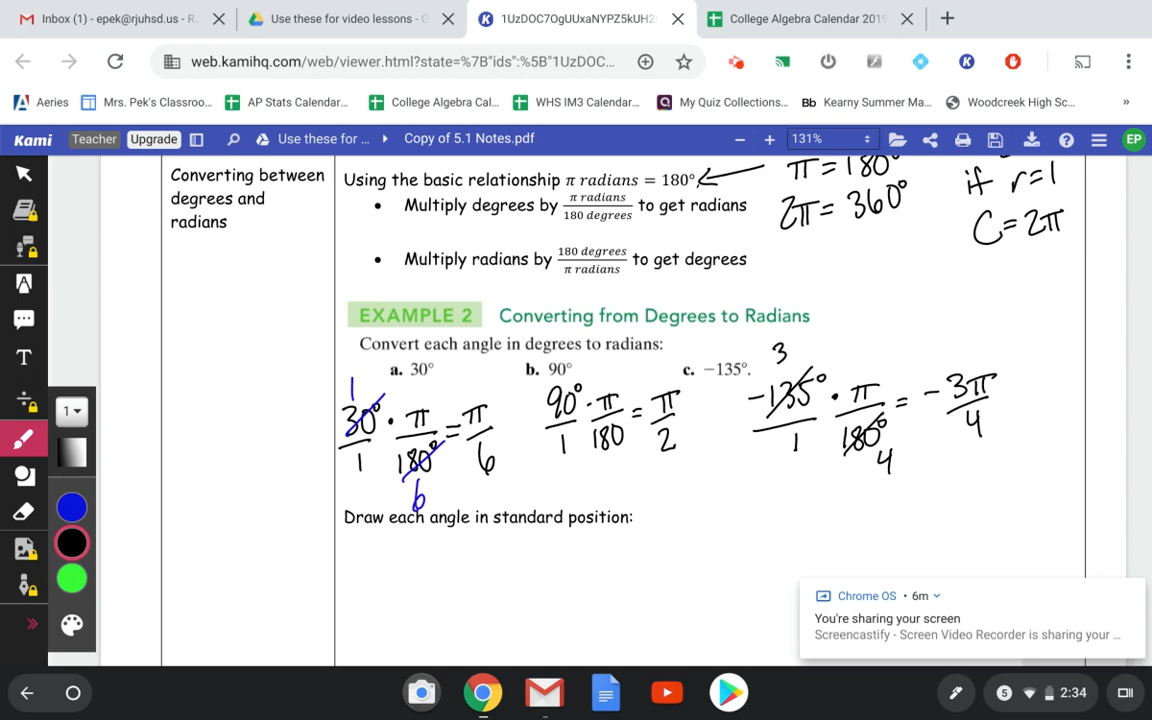 Inbox (1) - epek@rjuhsd.us - R
Use these for video lessons - G
1UzDOC7OgUUxaNYPZ5kUH2
College Algebra Calendar 2019
web.kamihq.com/web/viewer.html?state=%7B"ids":%5B"1UzDOC...
Aeries
Mrs. Pek's Classroo...
AP Stats Calendar...
College Algebra Cal...
WHS IM3 Calendar...
My Quiz Collections...
Bb Kearny Summer Ma...
Woodcreek High Sc...
»
Kami
Teacher
Upgrade
Use these for ...
Copy of 5.1 Notes.pdf
131%
EP
Converting between
degrees and
radians
Using the basic relationship π radians = 180°
π = 180°
2π = 360°
if r=1
C = 2π
• Multiply degrees by π radians / 180 degrees to get radians
• Multiply radians by 180 degrees / π radians to get degrees
EXAMPLE 2 Converting from Degrees to Radians
Convert each angle in degrees to radians:
a. 30° b. 90° c. −135°.
1
30°/1 · π/180° = π/6
6
90°/1 · π/180 = π/2
3
-135°/1 · π/180° = -3π/4
4
Draw each angle in standard position:
1
Chrome OS • 6m
You're sharing your screen
Screencastify - Screen Video Recorder is sharing your ...
5
2:34